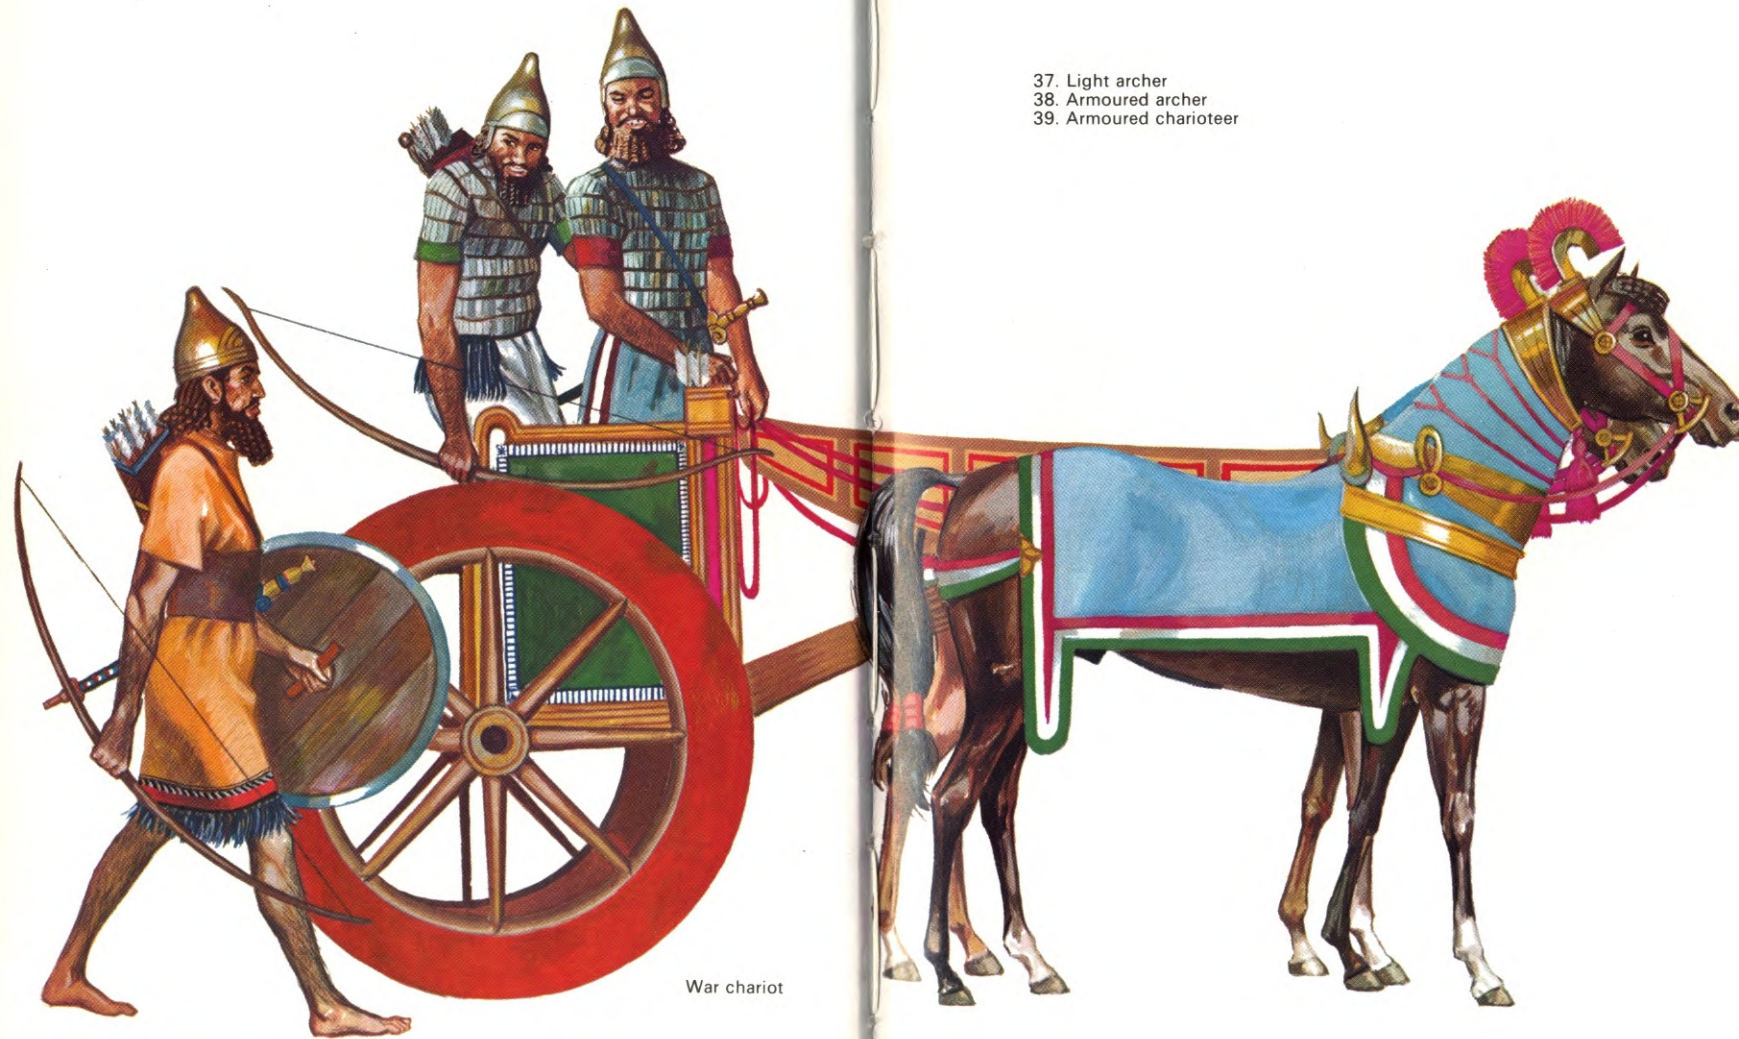 37. Light archer
38. Armoured archer
39. Armoured charioteer
War chariot